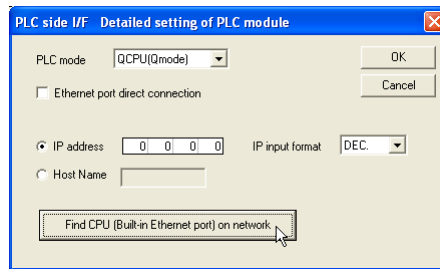 PLC side I/F Detailed setting of PLC module
PLC mode QCPU(Qmode) OK
Ethernet port direct connection Cancel
IP address 0 0 0 0 IP input format DEC.
Host Name
Find CPU (Built-in Ethernet port) on network